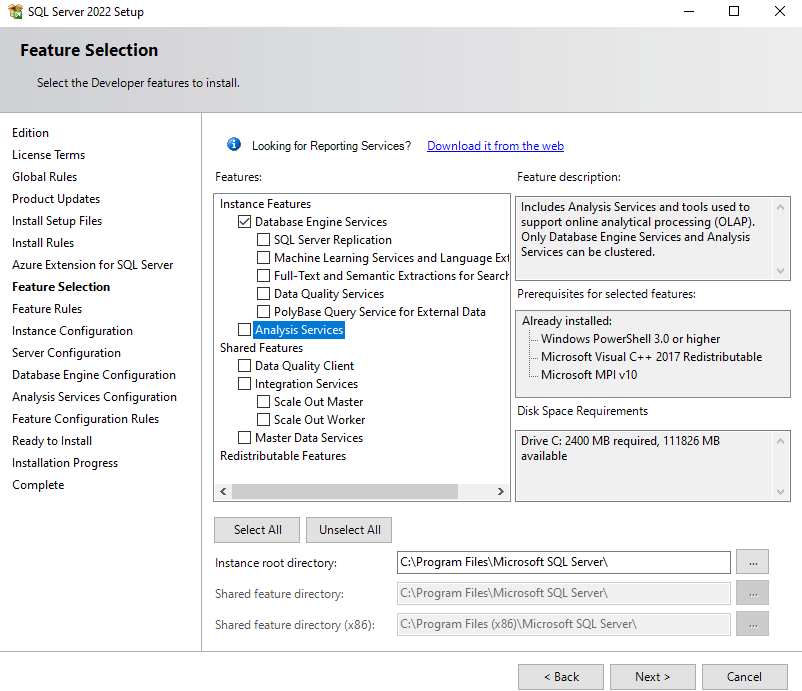 SQL Server 2022 Setup
Feature Selection
Select the Developer features to install.
Edition
License Terms
Global Rules
Product Updates
Install Setup Files
Install Rules
Azure Extension for SQL Server
Feature Selection
Feature Rules
Instance Configuration
Server Configuration
Database Engine Configuration
Analysis Services Configuration
Feature Configuration Rules
Ready to Install
Installation Progress
Complete
Looking for Reporting Services? Download it from the web
Features:
Instance Features
Database Engine Services
SQL Server Replication
Machine Learning Services and Language Ext
Full-Text and Semantic Extractions for Search
Data Quality Services
PolyBase Query Service for External Data
Analysis Services
Shared Features
Data Quality Client
Integration Services
Scale Out Master
Scale Out Worker
Master Data Services
Redistributable Features
Feature description:
Includes Analysis Services and tools used to
support online analytical processing (OLAP).
Only Database Engine Services and Analysis
Services can be clustered.
Prerequisites for selected features:
Already installed:
Windows PowerShell 3.0 or higher
Microsoft Visual C++ 2017 Redistributable
Microsoft MPI v10
Disk Space Requirements
Drive C: 2400 MB required, 111826 MB
available
Select All
Unselect All
Instance root directory: C:\Program Files\Microsoft SQL Server\ ...
Shared feature directory: C:\Program Files\Microsoft SQL Server\ ...
Shared feature directory (x86): C:\Program Files (x86)\Microsoft SQL Server\ ...
< Back
Next >
Cancel